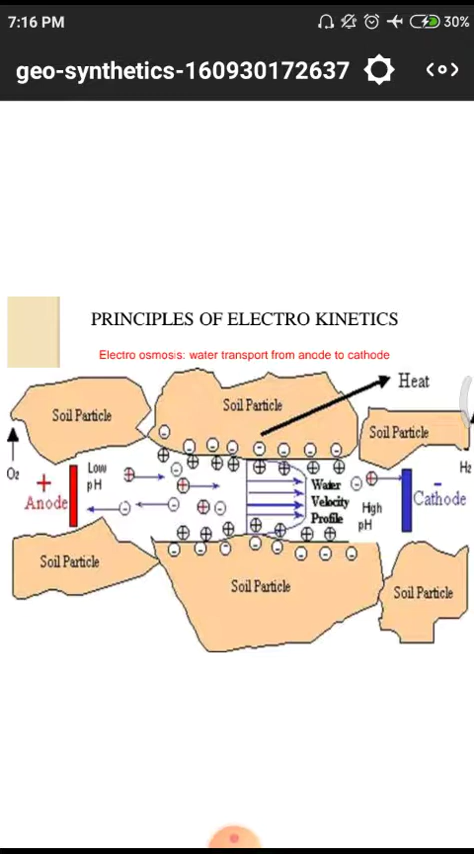 7:16 PM
30%
geo-synthetics-160930172637
PRINCIPLES OF ELECTRO KINETICS
Electro osmosis: water transport from anode to cathode
Heat
Soil Particle
Soil Particle
Soil Particle
O₂
Low
pH
+
Anode
Water
Velocity
Profile
High
pH
H₂
-
Cathode
Soil Particle
Soil Particle
Soil Particle